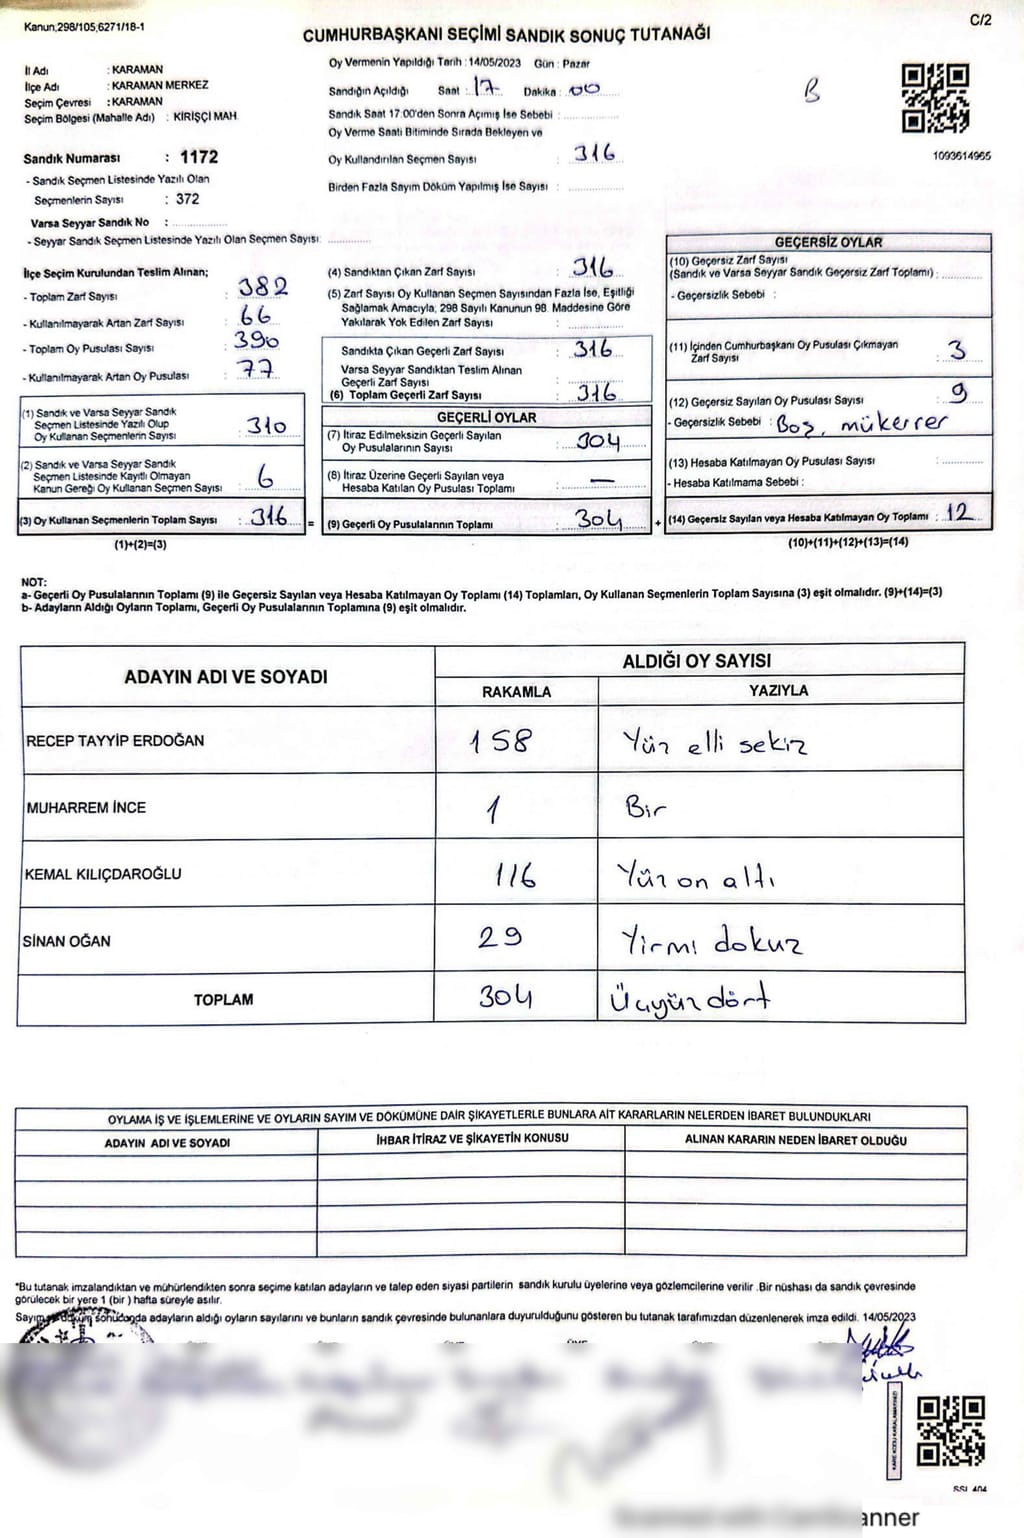 Kanun,298/105,6271/18-1
C/2
CUMHURBAŞKANI SEÇİMİ SANDIK SONUÇ TUTANAĞI
İl Adı : KARAMAN
İlçe Adı : KARAMAN MERKEZ
Seçim Çevresi : KARAMAN
Seçim Bölgesi (Mahalle Adı) : KİRİŞÇİ MAH.
Sandık Numarası : 1172
- Sandık Seçmen Listesinde Yazılı Olan
Seçmenlerin Sayısı : 372
Varsa Seyyar Sandık No :
- Seyyar Sandık Seçmen Listesinde Yazılı Olan Seçmen Sayısı:
Oy Vermenin Yapıldığı Tarih : 14/05/2023 Gün : Pazar
Sandığın Açıldığı Saat : 17 Dakika : 00
Sandık Saat 17:00'den Sonra Açımış İse Sebebi :
Oy Verme Saati Bitiminde Sırada Bekleyen ve
Oy Kullandırılan Seçmen Sayısı : 316
Birden Fazla Sayım Döküm Yapılmış İse Sayısı :
B
1093614965
İlçe Seçim Kurulundan Teslim Alınan;
- Toplam Zarf Sayısı : 382
- Kullanılmayarak Artan Zarf Sayısı : 66
- Toplam Oy Pusulası Sayısı : 390
- Kullanılmayarak Artan Oy Pusulası : 77
(1) Sandık ve Varsa Seyyar Sandık
Seçmen Listesinde Yazılı Olup
Oy Kullanan Seçmenlerin Sayısı : 310
(2) Sandık ve Varsa Seyyar Sandık
Seçmen Listesinde Kayıtlı Olmayan
Kanun Gereği Oy Kullanan Seçmen Sayısı : 6
(3) Oy Kullanan Seçmenlerin Toplam Sayısı : 316 =
(1)+(2)=(3)
(4) Sandıktan Çıkan Zarf Sayısı : 316
(5) Zarf Sayısı Oy Kullanan Seçmen Sayısından Fazla İse, Eşitliği
Sağlamak Amacıyla, 298 Sayılı Kanunun 98. Maddesine Göre
Yakılarak Yok Edilen Zarf Sayısı :
Sandıkta Çıkan Geçerli Zarf Sayısı : 316
Varsa Seyyar Sandıktan Teslim Alınan
Geçerli Zarf Sayısı :
(6) Toplam Geçerli Zarf Sayısı : 316
GEÇERLİ OYLAR
(7) İtiraz Edilmeksizin Geçerli Sayılan
Oy Pusulalarının Sayısı : 304
(8) İtiraz Üzerine Geçerli Sayılan veya
Hesaba Katılan Oy Pusulası Toplamı : —
(9) Geçerli Oy Pusulalarının Toplamı : 304 +
GEÇERSİZ OYLAR
(10) Geçersiz Zarf Sayısı
(Sandık ve Varsa Seyyar Sandık Geçersiz Zarf Toplamı) :
- Geçersizlik Sebebi :
(11) İçinden Cumhurbaşkanı Oy Pusulası Çıkmayan
Zarf Sayısı : 3
(12) Geçersiz Sayılan Oy Pusulası Sayısı : 9
- Geçersizlik Sebebi : Boş, mükerrer
(13) Hesaba Katılmayan Oy Pusulası Sayısı :
- Hesaba Katılmama Sebebi :
(14) Geçersiz Sayılan veya Hesaba Katılmayan Oy Toplamı : 12
(10)+(11)+(12)+(13)=(14)
NOT:
a- Geçerli Oy Pusulalarının Toplamı (9) ile Geçersiz Sayılan veya Hesaba Katılmayan Oy Toplamı (14) Toplamları, Oy Kullanan Seçmenlerin Toplam Sayısına (3) eşit olmalıdır. (9)+(14)=(3)
b- Adayların Aldığı Oyların Toplamı, Geçerli Oy Pusulalarının Toplamına (9) eşit olmalıdır.
ADAYIN ADI VE SOYADI
ALDIĞI OY SAYISI
RAKAMLA YAZIYLA
RECEP TAYYİP ERDOĞAN 158 Yüz elli sekiz
MUHARREM İNCE 1 Bir
KEMAL KILIÇDAROĞLU 116 Yüz on altı
SİNAN OĞAN 29 Yirmi dokuz
TOPLAM 304 Üçyüz dört
OYLAMA İŞ VE İŞLEMLERİNE VE OYLARIN SAYIM VE DÖKÜMÜNE DAİR ŞİKAYETLERLE BUNLARA AİT KARARLARIN NELERDEN İBARET BULUNDUKLARI
ADAYIN ADI VE SOYADI İHBAR İTİRAZ VE ŞİKAYETİN KONUSU ALINAN KARARIN NEDEN İBARET OLDUĞU
*Bu tutanak imzalandıktan ve mühürlendikten sonra seçime katılan adayların ve talep eden siyasi partilerin sandık kurulu üyelerine veya gözlemcilerine verilir .Bir nüshası da sandık çevresinde
görülecek bir yere 1 (bir ) hafta süreyle asılır.
Sayım ve döküm sonucunda adayların aldığı oyların sayılarını ve bunların sandık çevresinde bulunanlara duyurulduğunu gösteren bu tutanak tarafımızdan düzenlenerek imza edildi. 14/05/2023
KARE KODU KARALAMAYINIZ!
Scanned with CamScanner